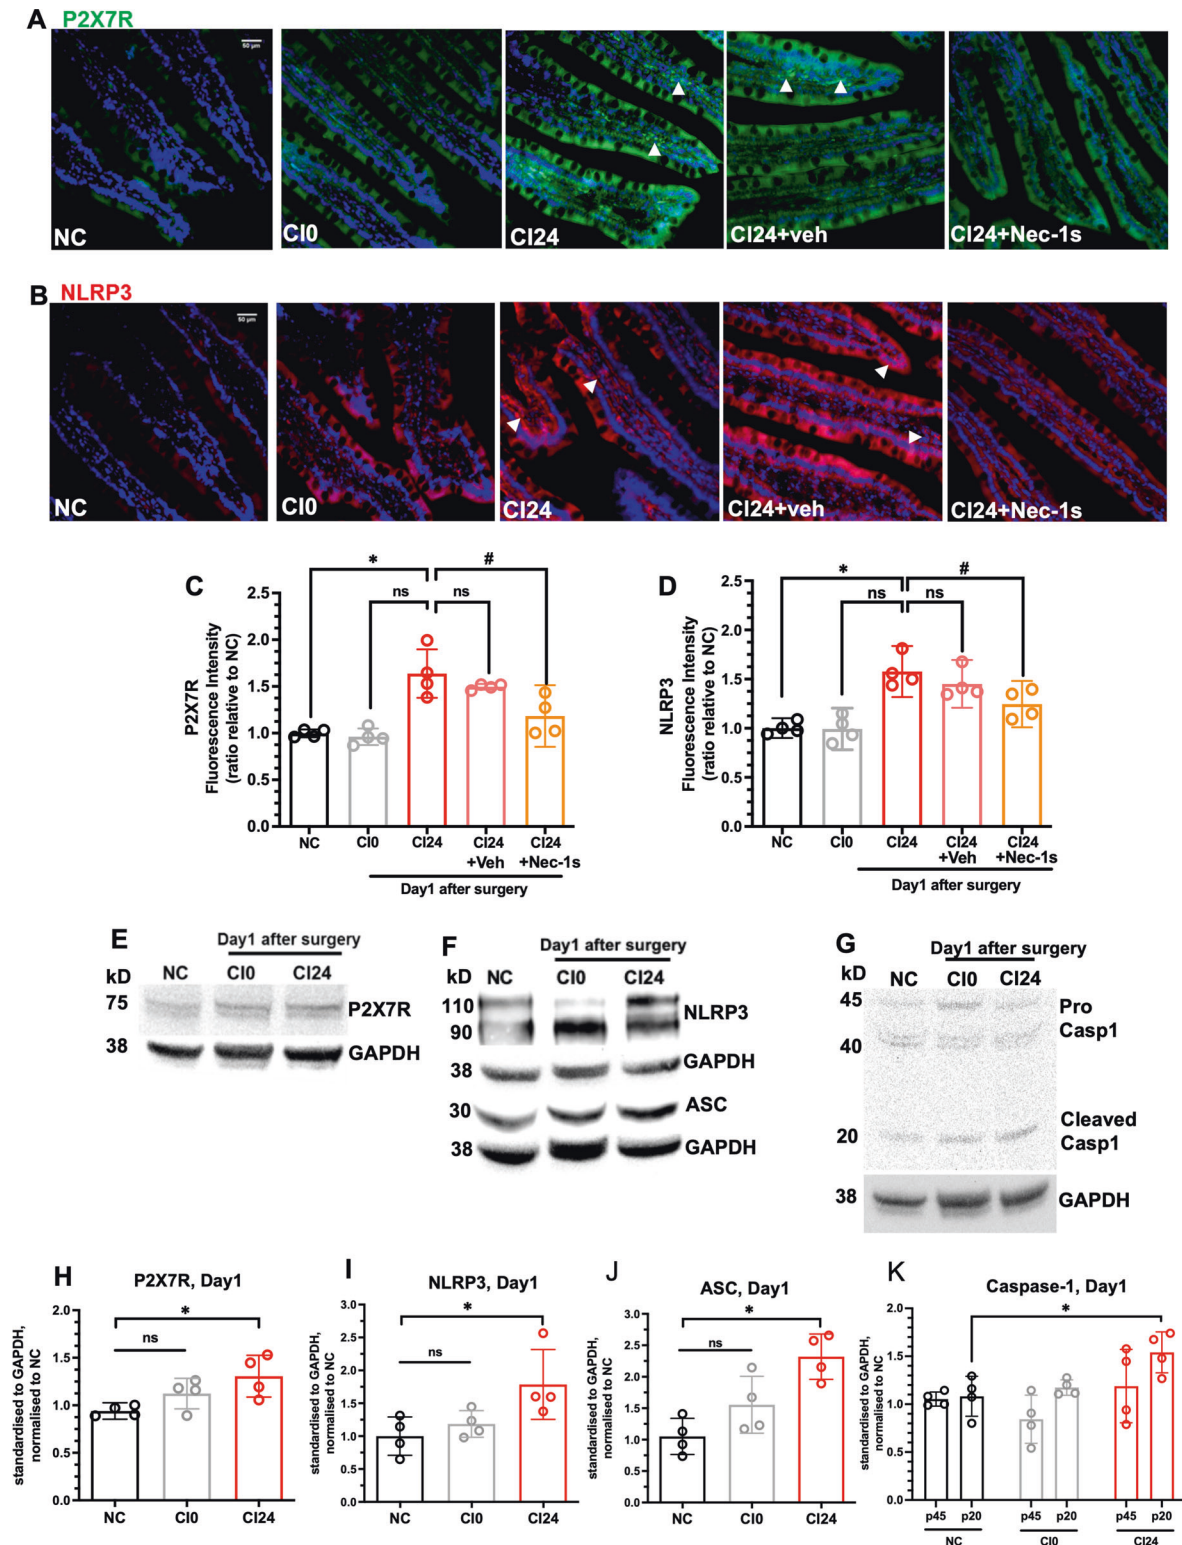 A P2X7R
50 μm
NC
CI0
CI24
CI24+veh
CI24+Nec-1s
B NLRP3
50 μm
NC
CI0
CI24
CI24+veh
CI24+Nec-1s
C
* #
ns ns
P2X7R
Fluorescence Intensity
(ratio relative to NC)
2.5
2.0
1.5
1.0
0.5
0.0
NC CI0 CI24 CI24 CI24
+Veh +Nec-1s
Day1 after surgery
D
* #
ns ns
NLRP3
Fluorescence Intensity
(ratio relative to NC)
2.5
2.0
1.5
1.0
0.5
0.0
NC CI0 CI24 CI24 CI24
+Veh +Nec-1s
Day1 after surgery
E
Day1 after surgery
kD NC CI0 CI24
75 P2X7R
38 GAPDH
F
Day1 after surgery
kD NC CI0 CI24
110 NLRP3
90
38 GAPDH
30 ASC
38 GAPDH
G
Day1 after surgery
kD NC CI0 CI24
45 Pro
Casp1
40
Cleaved
20 Casp1
38 GAPDH
H
P2X7R, Day1
standardised to GAPDH,
normalised to NC
2.0
1.5
1.0
0.5
0.0
*
ns
NC CI0 CI24
I
NLRP3, Day1
standardised to GAPDH,
normalised to NC
3.0
2.5
2.0
1.5
1.0
0.5
0.0
*
ns
NC CI0 CI24
J
ASC, Day1
standardised to GAPDH,
normalised to NC
3.0
2.5
2.0
1.5
1.0
0.5
0.0
*
ns
NC CI0 CI24
K
Caspase-1, Day1
standardised to GAPDH,
normalised to NC
2.0
1.5
1.0
0.5
0.0
*
p45 p20 p45 p20 p45 p20
NC CI0 CI24